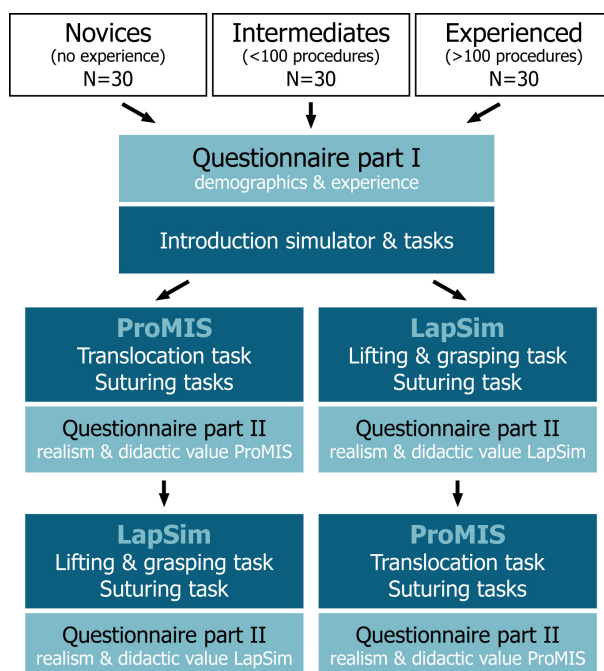 Novices
(no experience)
N=30
Intermediates
(<100 procedures)
N=30
Experienced
(>100 procedures)
N=30
Questionnaire part I
demographics & experience
Introduction simulator & tasks
ProMIS
Translocation task
Suturing tasks
Questionnaire part II
realism & didactic value ProMIS
LapSim
Lifting & grasping task
Suturing task
Questionnaire part II
realism & didactic value LapSim
LapSim
Lifting & grasping task
Suturing task
Questionnaire part II
realism & didactic value LapSim
ProMIS
Translocation task
Suturing tasks
Questionnaire part II
realism & didactic value ProMIS